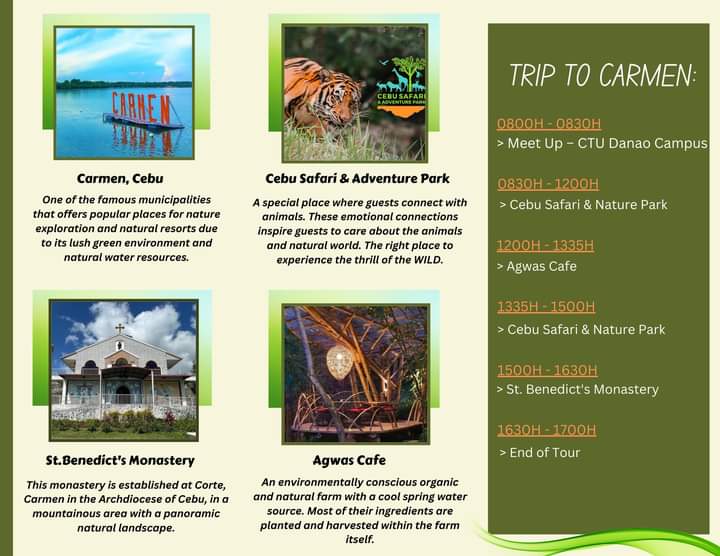 CARMEN
Carmen, Cebu
One of the famous municipalities
that offers popular places for nature
exploration and natural resorts due
to its lush green environment and
natural water resources.
CEBU SAFARI
& ADVENTURE PARK
Cebu Safari & Adventure Park
A special place where guests connect with
animals. These emotional connections
inspire guests to care about the animals
and natural world. The right place to
experience the thrill of the WILD.
St.Benedict's Monastery
This monastery is established at Corte,
Carmen in the Archdiocese of Cebu, in a
mountainous area with a panoramic
natural landscape.
Agwas Cafe
An environmentally conscious organic
and natural farm with a cool spring water
source. Most of their ingredients are
planted and harvested within the farm
itself.
TRIP TO CARMEN:
0800H - 0830H
> Meet Up – CTU Danao Campus
0830H - 1200H
> Cebu Safari & Nature Park
1200H - 1335H
> Agwas Cafe
1335H - 1500H
> Cebu Safari & Nature Park
1500H - 1630H
> St. Benedict's Monastery
1630H - 1700H
> End of Tour